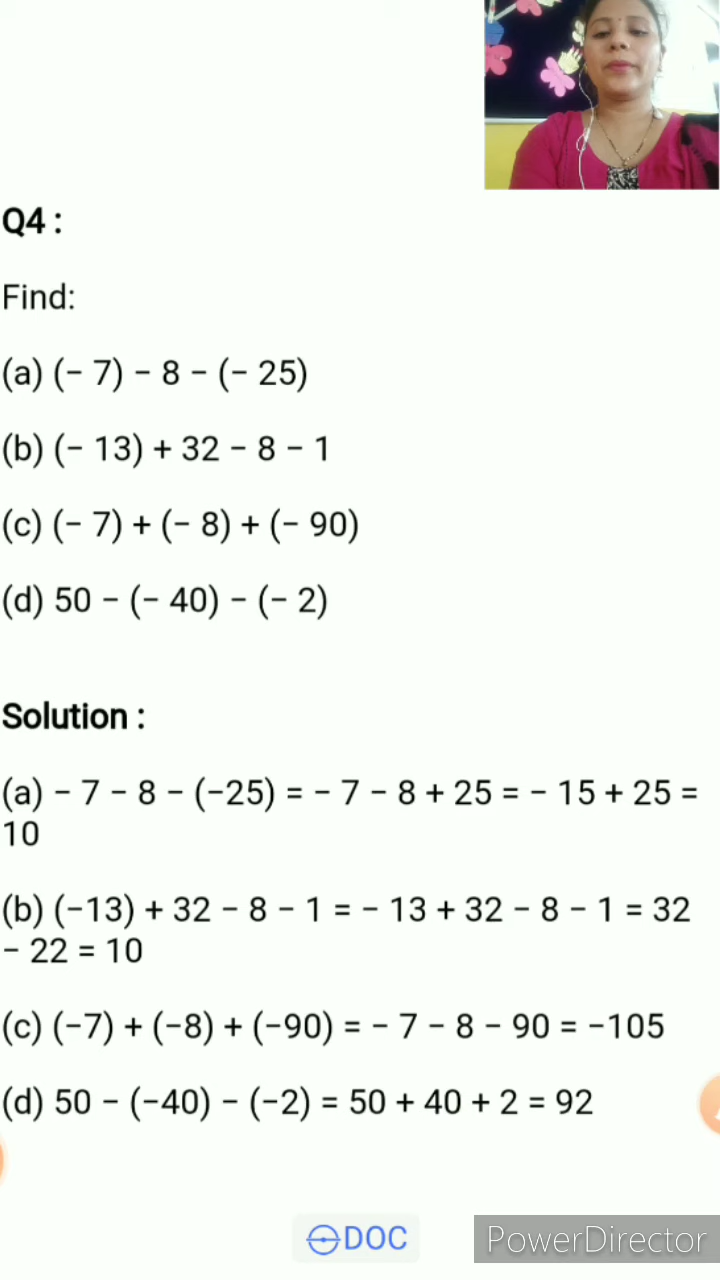 Q4 :
Find:
(a) (− 7) − 8 − (− 25)
(b) (− 13) + 32 − 8 − 1
(c) (− 7) + (− 8) + (− 90)
(d) 50 − (− 40) − (− 2)
Solution :
(a) − 7 − 8 − (−25) = − 7 − 8 + 25 = − 15 + 25 =
10
(b) (−13) + 32 − 8 − 1 = − 13 + 32 − 8 − 1 = 32
− 22 = 10
(c) (−7) + (−8) + (−90) = − 7 − 8 − 90 = −105
(d) 50 − (−40) − (−2) = 50 + 40 + 2 = 92
DOC
PowerDirector